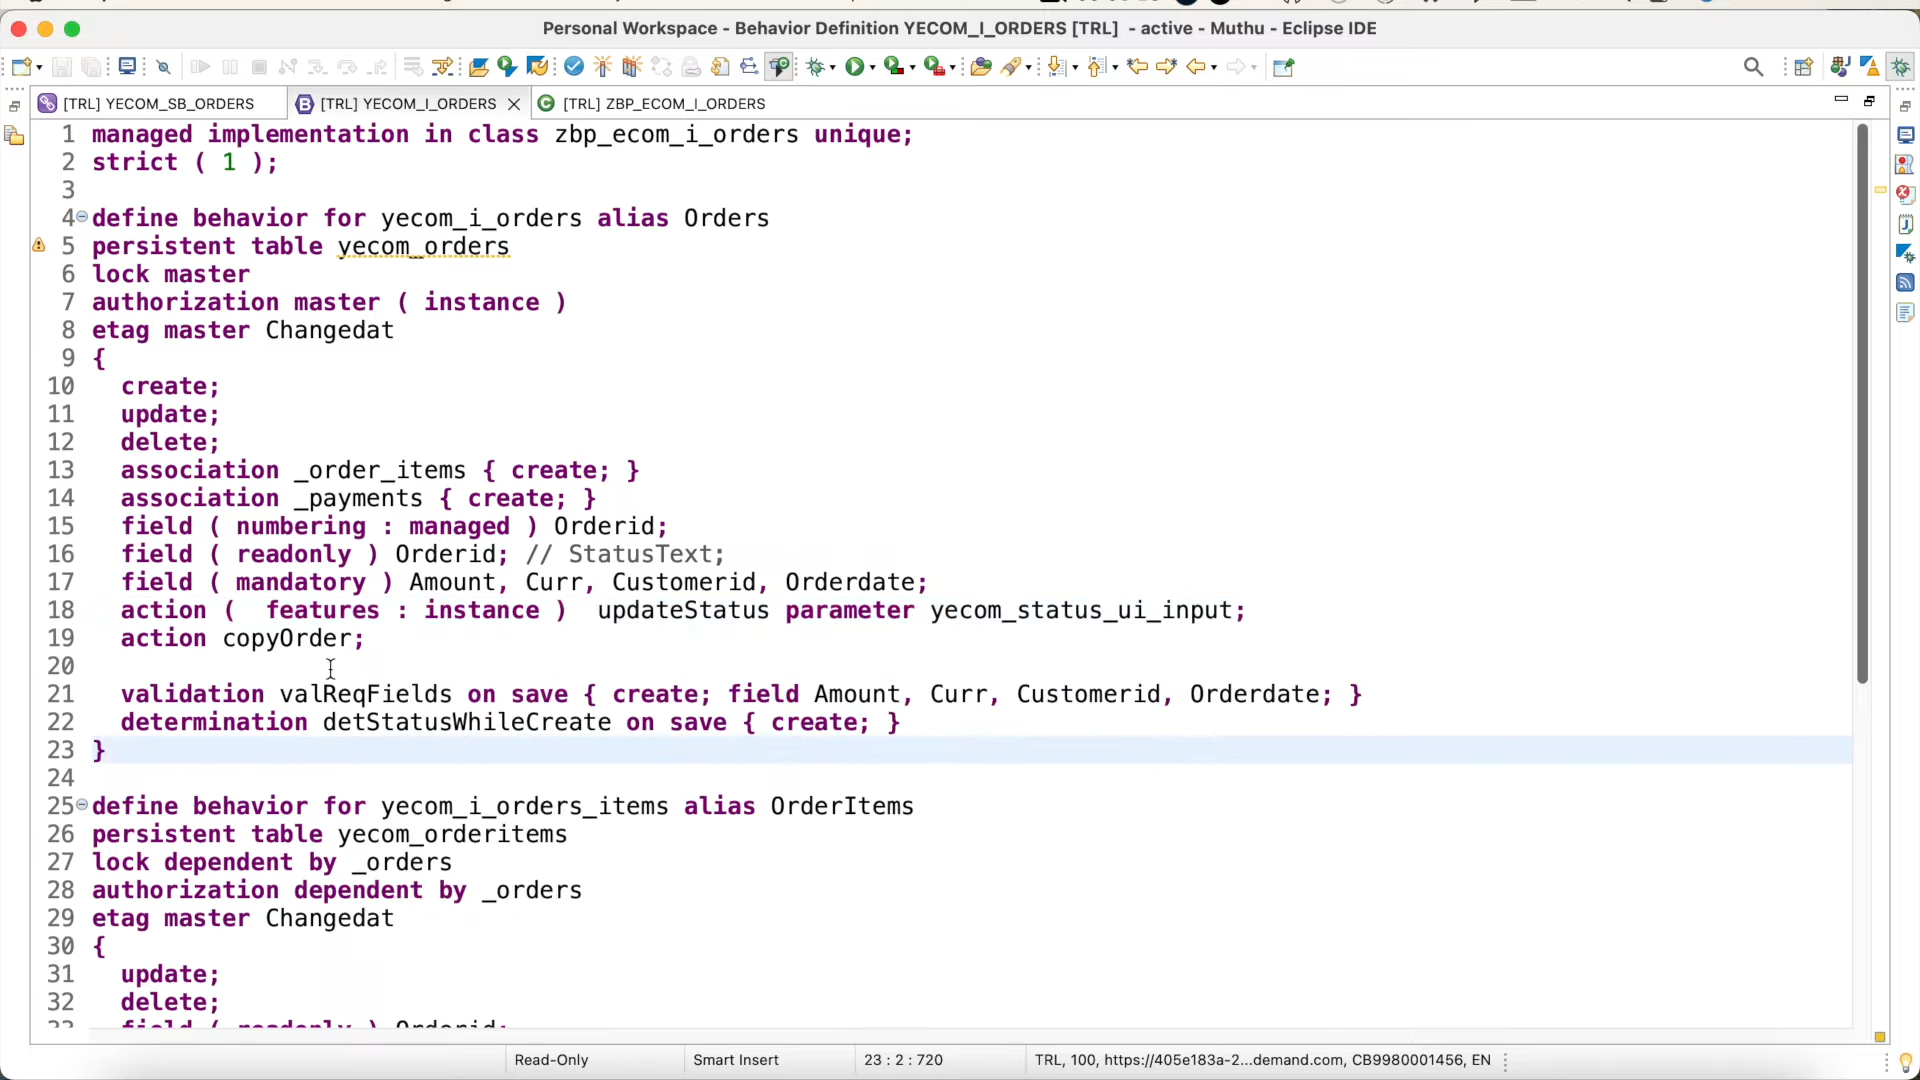 Personal Workspace - Behavior Definition YECOM_I_ORDERS [TRL]  - active - Muthu - Eclipse IDE
[TRL] YECOM_SB_ORDERS
[TRL] YECOM_I_ORDERS
[TRL] ZBP_ECOM_I_ORDERS
1 managed implementation in class zbp_ecom_i_orders unique;
2 strict ( 1 );
3
4 define behavior for yecom_i_orders alias Orders
5 persistent table yecom_orders
6 lock master
7 authorization master ( instance )
8 etag master Changedat
9 {
10   create;
11   update;
12   delete;
13   association _order_items { create; }
14   association _payments { create; }
15   field ( numbering : managed ) Orderid;
16   field ( readonly ) Orderid; // StatusText;
17   field ( mandatory ) Amount, Curr, Customerid, Orderdate;
18   action (  features : instance )  updateStatus parameter yecom_status_ui_input;
19   action copyOrder;
20
21   validation valReqFields on save { create; field Amount, Curr, Customerid, Orderdate; }
22   determination detStatusWhileCreate on save { create; }
23 }
24
25 define behavior for yecom_i_orders_items alias OrderItems
26 persistent table yecom_orderitems
27 lock dependent by _orders
28 authorization dependent by _orders
29 etag master Changedat
30 {
31   update;
32   delete;
33   field ( readonly ) Orderid;
Read-Only
Smart Insert
23 : 2 : 720
TRL, 100, https://405e183a-2...demand.com, CB9980001456, EN